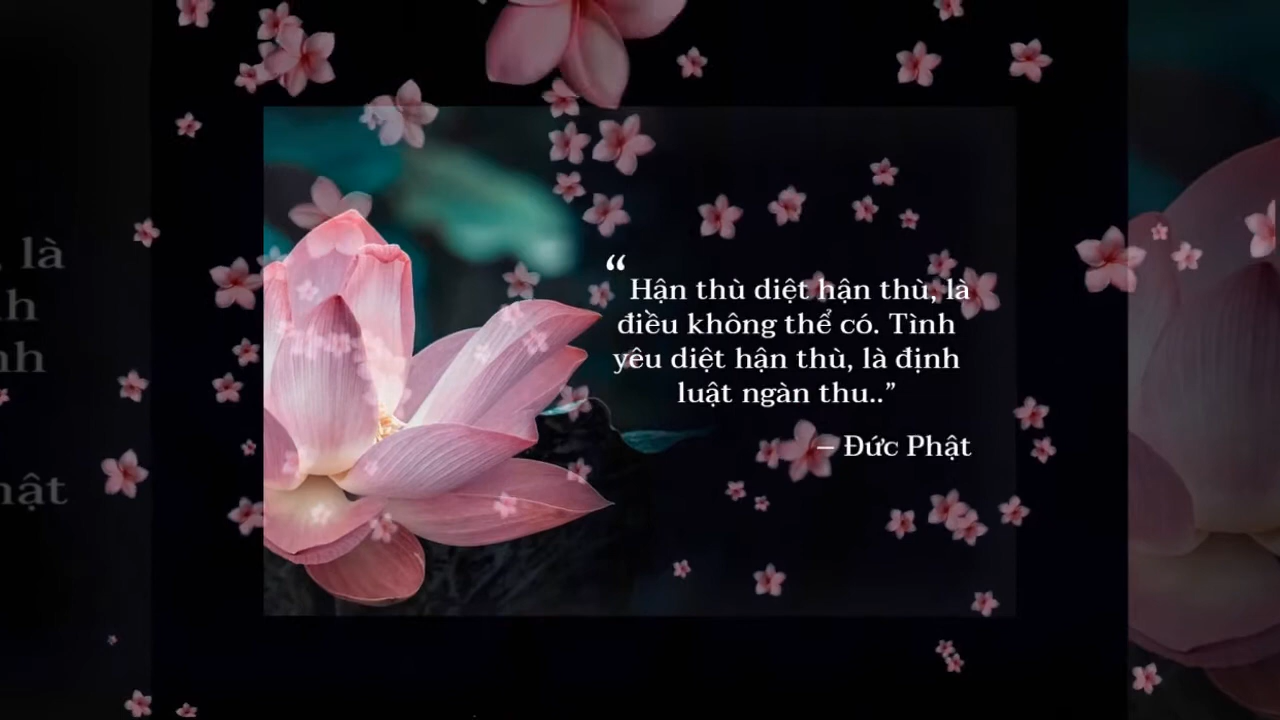 “
Hận thù diệt hận thù, là
điều không thể có. Tình
yêu diệt hận thù, là định
luật ngàn thu..”
– Đức Phật
, là